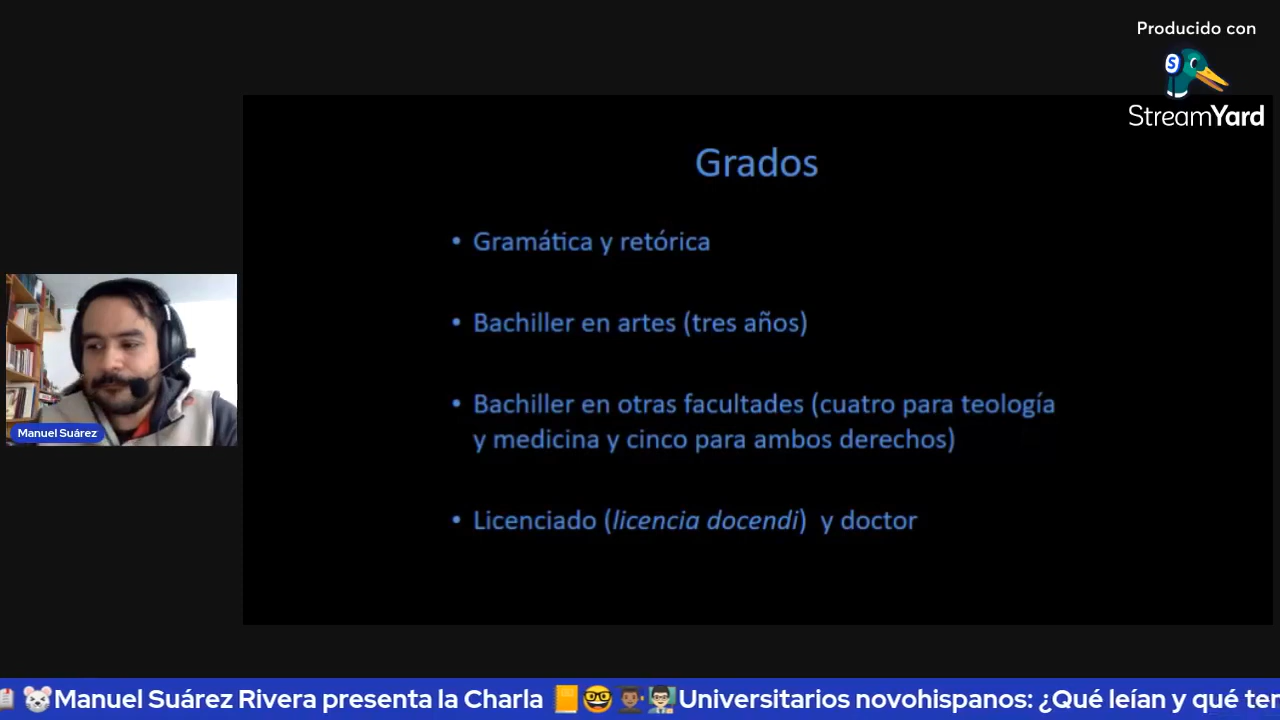 Producido con
StreamYard
Grados
• Gramática y retórica
• Bachiller en artes (tres años)
• Bachiller en otras facultades (cuatro para teología
y medicina y cinco para ambos derechos)
• Licenciado (licencia docendi) y doctor
Manuel Suárez
Manuel Suárez Rivera presenta la Charla Universitarios novohispanos: ¿Qué leían y qué